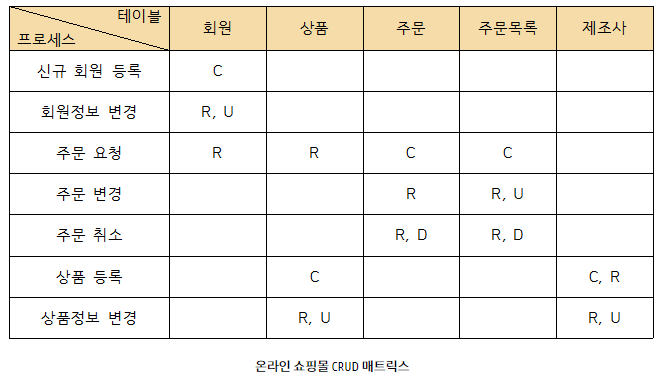 테이블
프로세스
회원 상품 주문 주문목록 제조사
신규 회원 등록 C
회원정보 변경 R, U
주문 요청 R R C C
주문 변경 R R, U
주문 취소 R, D R, D
상품 등록 C C, R
상품정보 변경 R, U R, U
온라인 쇼핑몰 CRUD 매트릭스